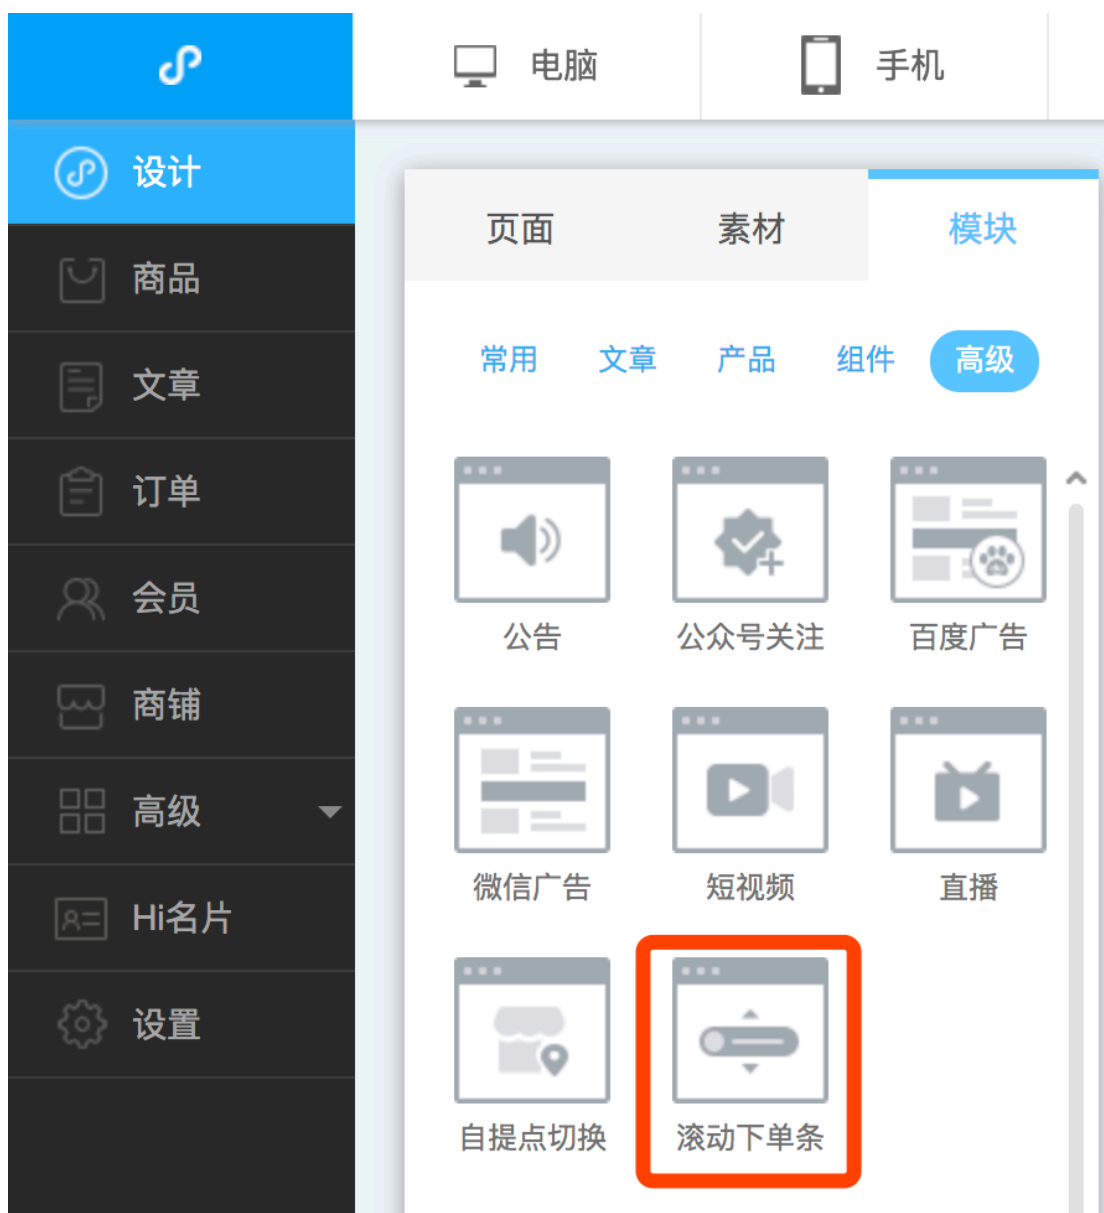 电脑
手机
设计
商品
文章
订单
会员
商铺
高级
Hi名片
设置
页面
素材
模块
常用
文章
产品
组件
高级
公告
公众号关注
百度广告
微信广告
短视频
直播
自提点切换
滚动下单条